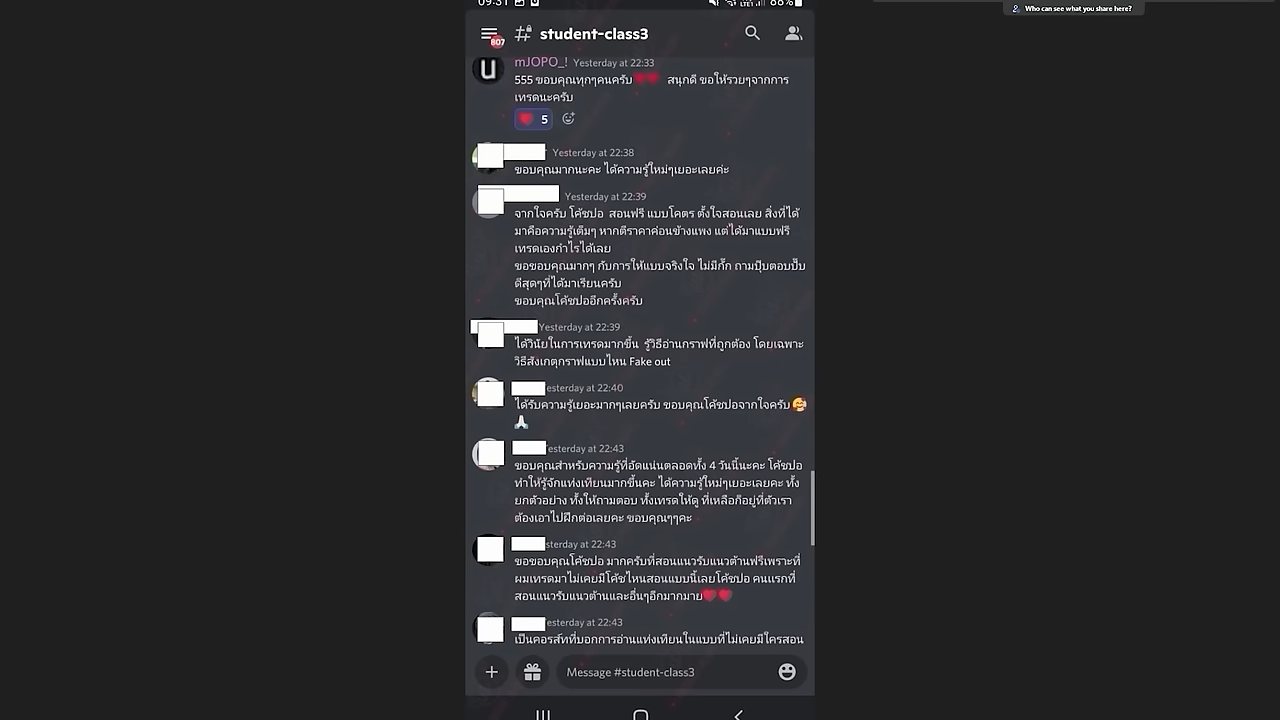 09:31
88%
Who can see what you share here?
807
# student-class3
mJOPO_! Yesterday at 22:33
555 ขอบคุณทุกๆคนครับ❤️❤️ สนุกดี ขอให้รวยๆจากการ
เทรดนะครับ
❤️ 5
Yesterday at 22:38
ขอบคุณมากนะคะ ได้ความรู้ใหม่ๆเยอะเลยค่ะ
Yesterday at 22:39
จากใจครับ โค้ชปอ สอนฟรี แบบโคตร ตั้งใจสอนเลย สิ่งที่ได้
มาคือความรู้เต็มๆ หากตีราคาค่อนข้างแพง แต่ได้มาแบบฟรี
เทรดเองกำไรได้เลย
ขอขอบคุณมากๆ กับการให้แบบจริงใจ ไม่มีกั๊ก ถามปุ๊บตอบปั๊บ
ดีสุดๆที่ได้มาเรียนครับ
ขอบคุณโค้ชปออีกครั้งครับ
Yesterday at 22:39
ได้วินัยในการเทรดมากขึ้น รู้วิธีอ่านกราฟที่ถูกต้อง โดยเฉพาะ
วิธีสังเกตุกราฟแบบไหน Fake out
esterday at 22:40
ได้รับความรู้เยอะมากๆเลยครับ ขอบคุณโค้ชปอจากใจครับ🥰
🙏
esterday at 22:43
ขอบคุณสำหรับความรู้ที่อัดแน่นตลอดทั้ง 4 วันนี้นะคะ โค้ชปอ
ทำให้รู้จักแท่งเทียนมากขึ้นคะ ได้ความรู้ใหม่ๆเยอะเลยคะ ทั้ง
ยกตัวอย่าง ทั้งให้ถามตอบ ทั้งเทรดให้ดู ที่เหลือก็อยู่ที่ตัวเรา
ต้องเอาไปฝึกต่อเลยคะ ขอบคุณๆๆคะ
sterday at 22:43
ขอขอบคุณโค้ชปอ มากครับที่สอนแนวรับแนวต้านฟรีเพราะที่
ผมเทรดมาไม่เคยมีโค้ชไหนสอนแบบนี้เลยโค้ชปอ คนเเรกที่
สอนแนวรับแนวต้านและอื่นๆอีกมากมาย❤️❤️
esterday at 22:43
เป็นคอรส์ทที่บอกการอ่านแท่งเทียนในแบบที่ไม่เคยมีใครสอน
Message #student-class3